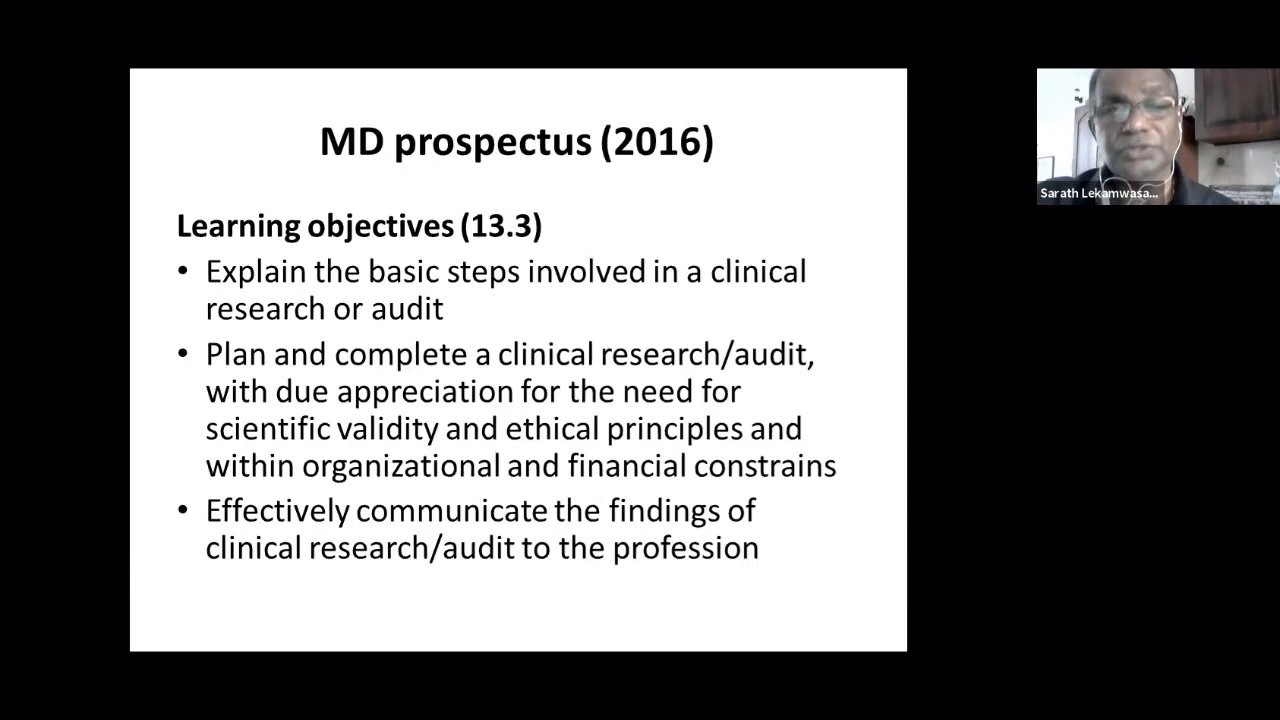 MD prospectus (2016)
Learning objectives (13.3)
• Explain the basic steps involved in a clinical
research or audit
• Plan and complete a clinical research/audit,
with due appreciation for the need for
scientific validity and ethical principles and
within organizational and financial constrains
• Effectively communicate the findings of
clinical research/audit to the profession
Sarath Lekamwasa...